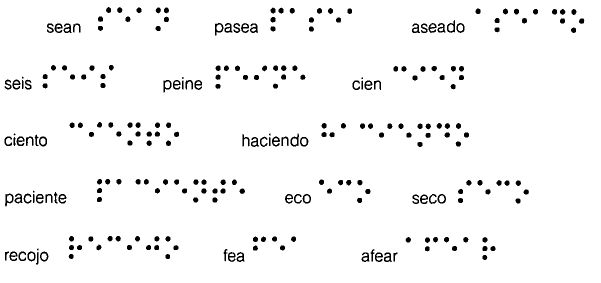 sean ⠎⠑⠁⠝ pasea ⠏⠁⠎⠑⠁ aseado ⠁⠎⠑⠁⠙⠕
seis ⠎⠑⠊⠎ peine ⠏⠑⠊⠝⠑ cien ⠉⠊⠑⠝
ciento ⠉⠊⠑⠝⠞⠕ haciendo ⠓⠁⠉⠊⠑⠝⠙⠕
paciente ⠏⠁⠉⠊⠑⠝⠞⠑ eco ⠑⠉⠕ seco ⠎⠑⠉⠕
recojo ⠗⠑⠉⠕⠚⠕ fea ⠋⠑⠁ afear ⠁⠋⠑⠁⠗